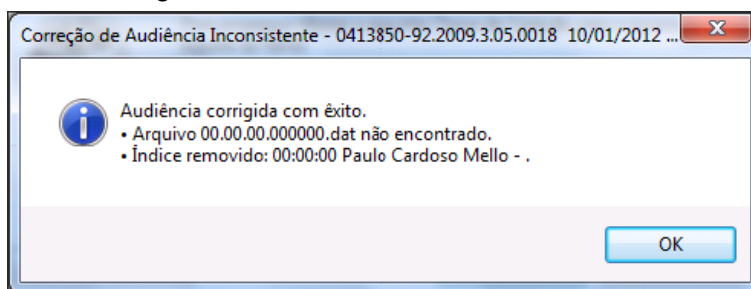 Correção de Audiência Inconsistente - 0413850-92.2009.3.05.0018 10/01/2012 ...
Audiência corrigida com êxito.
• Arquivo 00.00.00.000000.dat não encontrado.
• Índice removido: 00:00:00 Paulo Cardoso Mello - .
OK